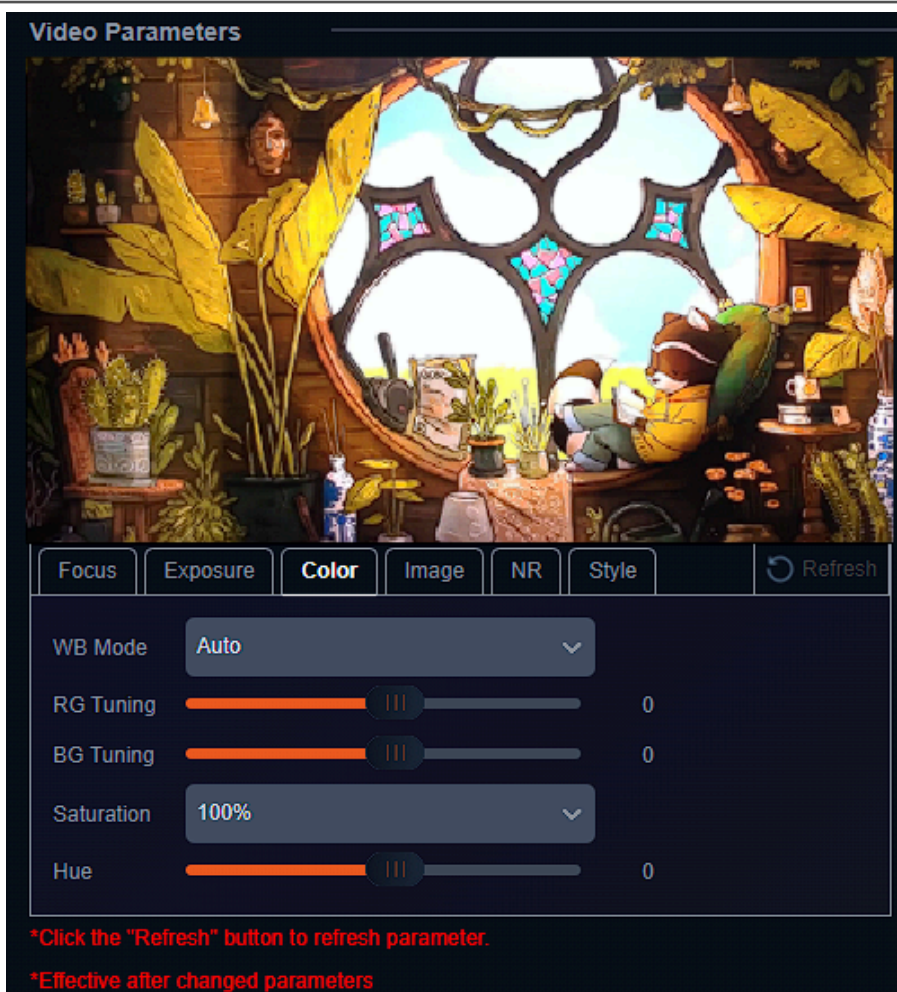 Video Parameters
Focus Exposure Color Image NR Style Refresh
WB Mode Auto
RG Tuning 0
BG Tuning 0
Saturation 100%
Hue 0
*Click the "Refresh" button to refresh parameter.
*Effective after changed parameters